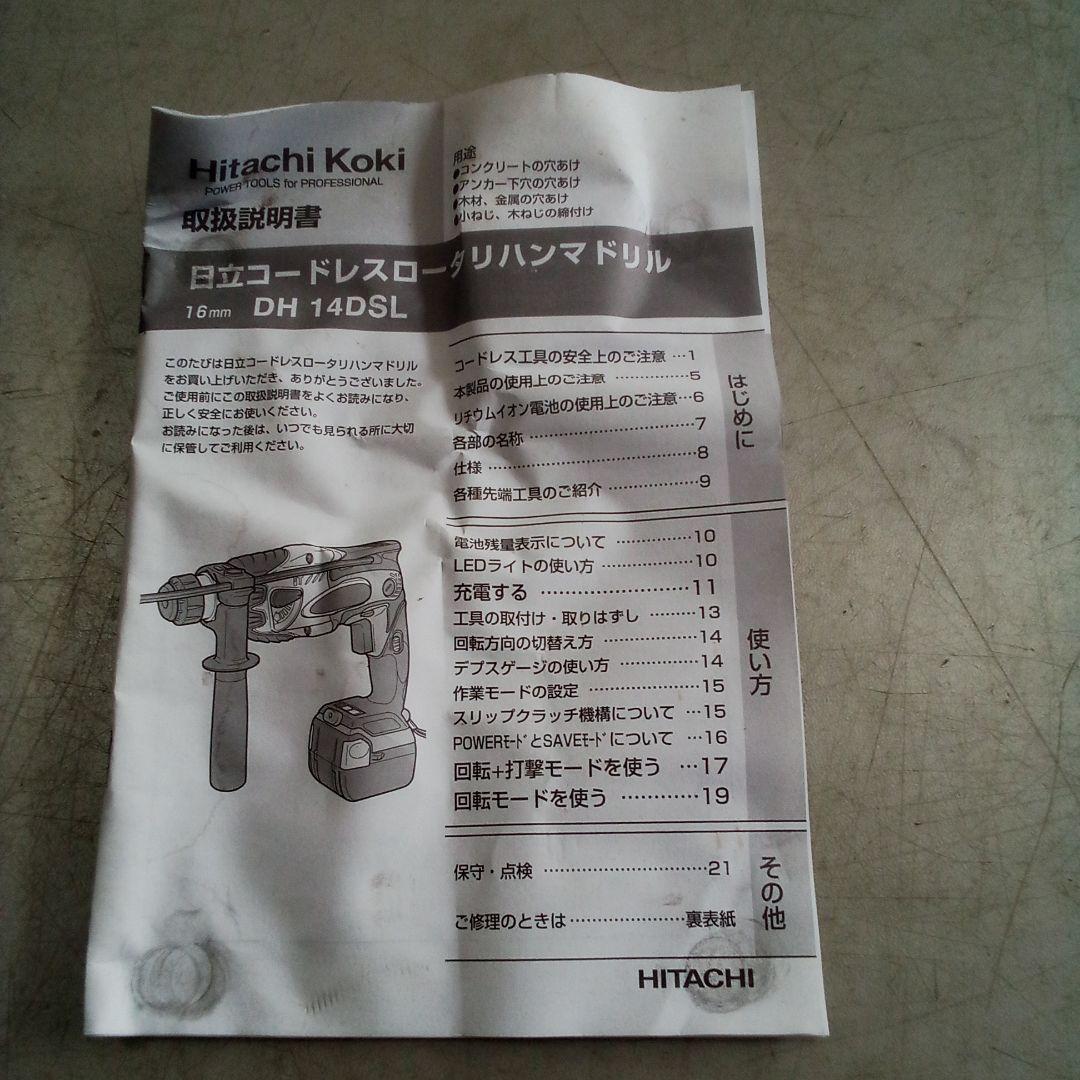 Hitachi Koki
POWER TOOLS for PROFESSIONAL
取扱説明書
用途
●コンクリートの穴あけ
●アンカー下穴の穴あけ
●木材、金属の穴あけ
●小ねじ、木ねじの締付け
日立コードレスロータリハンマドリル
16mm DH 14DSL
このたびは日立コードレスロータリハンマドリル
をお買い上げいただき、ありがとうございました。
ご使用前にこの取扱説明書をよくお読みになり、
正しく安全にお使いください。
お読みになった後は、いつでも見られる所に大切
に保管してご利用ください。
はじめに
コードレス工具の安全上のご注意 …1
本製品の使用上のご注意 ……………5
リチウムイオン電池の使用上のご注意…6
各部の名称 ………………………………7
仕様 ………………………………………8
各種先端工具のご紹介 …………………9
使い方
電池残量表示について ……………10
LEDライトの使い方 ………………10
充電する ……………………………11
工具の取付け・取りはずし …………13
回転方向の切替え方 ………………14
デプスゲージの使い方 ……………14
作業モードの設定 …………………15
スリップクラッチ機構について …15
POWERﾓｰﾄﾞとSAVEﾓｰﾄﾞについて …16
回転+打撃モードを使う …17
回転モードを使う …………19
その他
保守・点検 ……………………………21
ご修理のときは …………………裏表紙
HITACHI